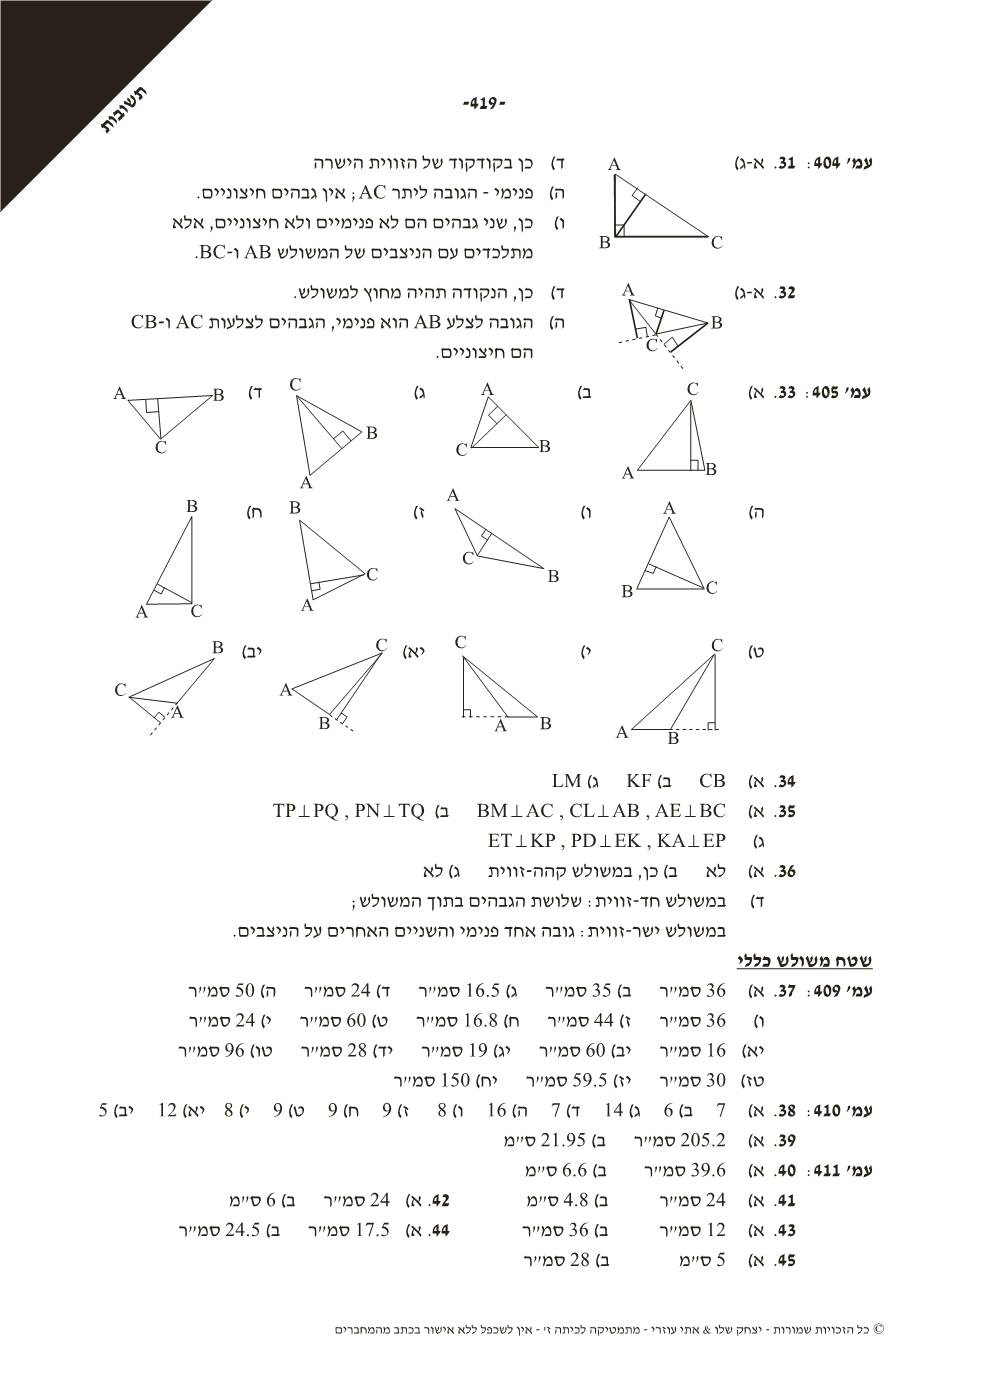 -419-
תשובות
עמ' 404: 31. א-ג) ד) כן בקודקוד של הזווית הישרה
ה) פנימי - הגובה ליתר AC; אין גבהים חיצוניים.
ו) כן, שני גבהים הם לא פנימיים ולא חיצוניים, אלא
מתלכדים עם הניצבים של המשולש AB ו-BC.
A
B
C
32. א-ג) ד) כן, הנקודה תהיה מחוץ למשולש.
ה) הגובה לצלע AB הוא פנימי, הגבהים לצלעות AC ו-CB
הם חיצוניים.
A
B
C
עמ' 405: 33. א) ב) ג) ד)
C A C A B
B
C B C
A B A
ה) ו) ז) ח)
A A B B
C C
B C B A A C
ט) י) יא) יב)
C C C B
A C
A B A B B A
34. א) CB ב) KF ג) LM
35. א) BM⊥AC , CL⊥AB , AE⊥BC ב) TP⊥PQ , PN⊥TQ
ג) ET⊥KP , PD⊥EK , KA⊥EP
36. א) לא ב) כן, במשולש קהה-זווית ג) לא
ד) במשולש חד-זווית: שלושת הגבהים בתוך המשולש;
במשולש ישר-זווית: גובה אחד פנימי והשניים האחרים על הניצבים.
שטח משולש כללי
עמ' 409: 37. א) 36 סמ''ר ב) 35 סמ''ר ג) 16.5 סמ''ר ד) 24 סמ''ר ה) 50 סמ''ר
ו) 36 סמ''ר ז) 44 סמ''ר ח) 16.8 סמ''ר ט) 60 סמ''ר י) 24 סמ''ר
יא) 16 סמ''ר יב) 60 סמ''ר יג) 19 סמ''ר יד) 28 סמ''ר טו) 96 סמ''ר
טז) 30 סמ''ר יז) 59.5 סמ''ר יח) 150 סמ''ר
עמ' 410: 38. א) 7 ב) 6 ג) 14 ד) 7 ה) 16 ו) 8 ז) 9 ח) 9 ט) 9 י) 8 יא) 12 יב) 5
39. א) 205.2 סמ''ר ב) 21.95 ס''מ
עמ' 411: 40. א) 39.6 סמ''ר ב) 6.6 ס''מ
41. א) 24 סמ''ר ב) 4.8 ס''מ 42. א) 24 סמ''ר ב) 6 ס''מ
43. א) 12 סמ''ר ב) 36 סמ''ר 44. א) 17.5 סמ''ר ב) 24.5 סמ''ר
45. א) 5 ס''מ ב) 28 סמ''ר
© כל הזכויות שמורות - יצחק שלו & אתי עוזרי - מתמטיקה לכיתה ז' - אין לשכפל ללא אישור בכתב מהמחברים